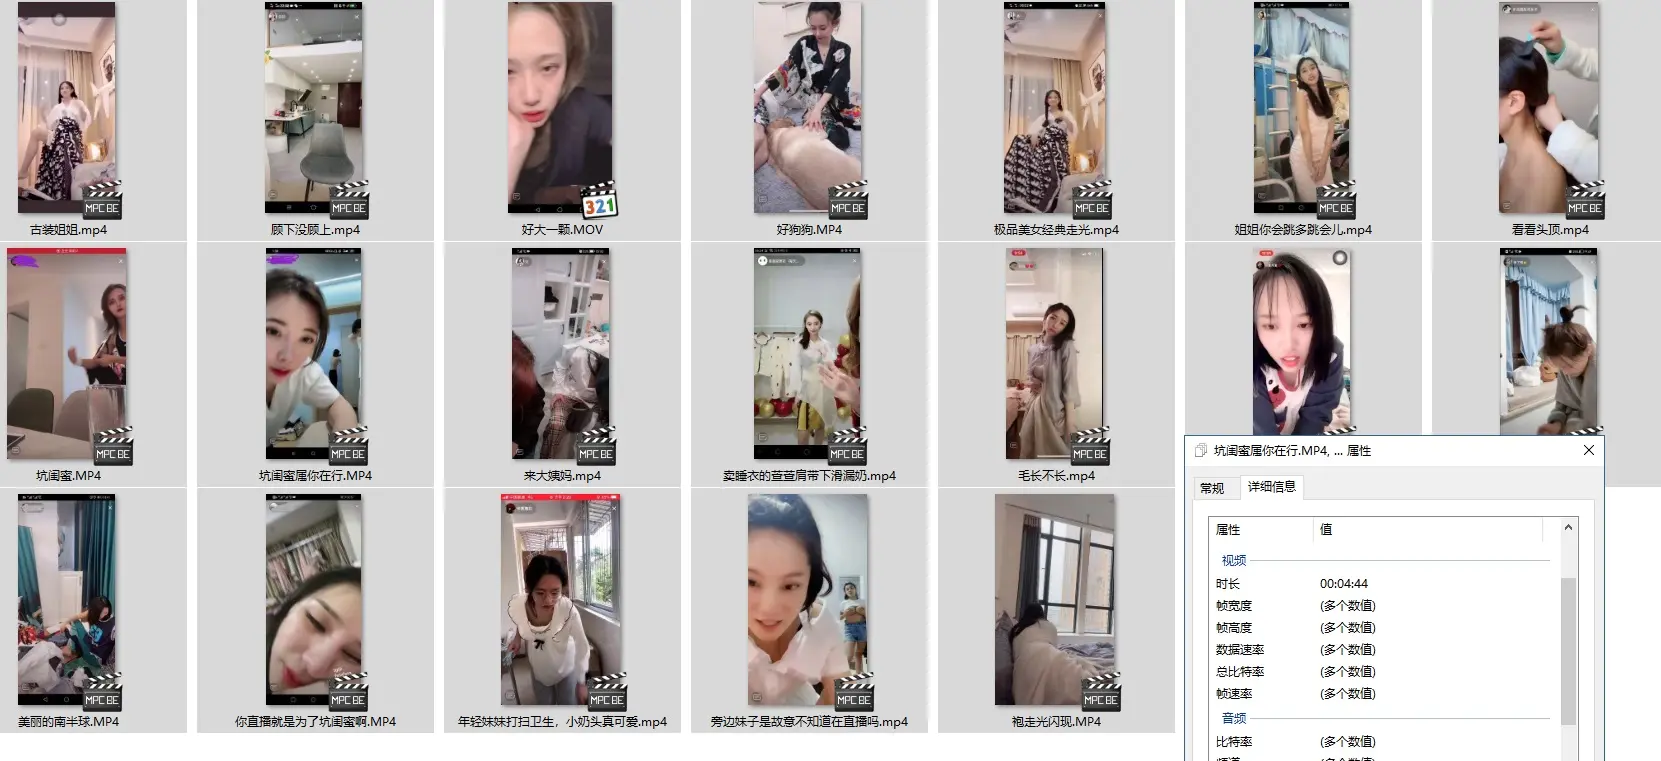 古装姐姐.mp4
顾下没顾上.mp4
好大一颗.MOV
好狗狗.MP4
极品美女经典走光.mp4
姐姐你会跳多跳会儿.mp4
看看头顶.mp4
坑闺蜜.MP4
坑闺蜜属你在行.MP4
来大姨妈.mp4
卖睡衣的萱萱肩带下滑漏奶.mp4
毛长不长.mp4
美丽的南半球.MP4
你直播就是为了坑闺蜜啊.MP4
年轻妹妹打扫卫生，小奶头真可爱.mp4
旁边妹子是故意不知道在直播吗.mp4
袍走光闪现.MP4
MPC BE
321
坑闺蜜属你在行.MP4, ... 属性
常规 详细信息
属性 值
视频
时长 00:04:44
帧宽度 (多个数值)
帧高度 (多个数值)
数据速率 (多个数值)
总比特率 (多个数值)
帧速率 (多个数值)
音频
比特率 (多个数值)